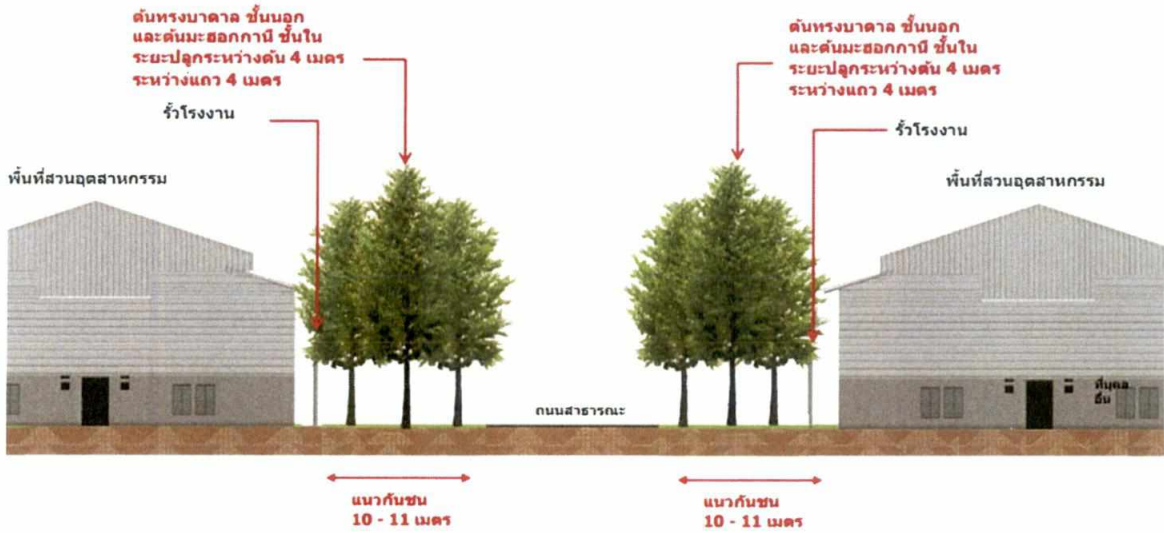 ต้นทรงบาดาล ชั้นนอก
และต้นมะฮอกกานี ชั้นใน
ระยะปลูกระหว่างต้น 4 เมตร
ระหว่างแถว 4 เมตร
รั้วโรงงาน
พื้นที่สวนอุตสาหกรรม
ต้นทรงบาดาล ชั้นนอก
และต้นมะฮอกกานี ชั้นใน
ระยะปลูกระหว่างต้น 4 เมตร
ระหว่างแถว 4 เมตร
รั้วโรงงาน
พื้นที่สวนอุตสาหกรรม
ที่บุคล
อื่น
ถนนสาธารณะ
แนวกันชน
10 - 11 เมตร
แนวกันชน
10 - 11 เมตร